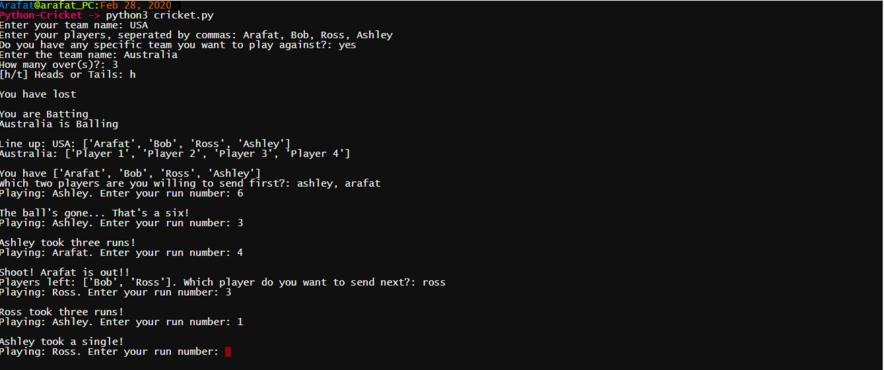 Arafat@arafat_PC:Feb 28, 2020
Python-Cricket -> python3 cricket.py
Enter your team name: USA
Enter your players, seperated by commas: Arafat, Bob, Ross, Ashley
Do you have any specific team you want to play against?: yes
Enter the team name: Australia
How many over(s)?: 3
[h/t] Heads or Tails: h
You have lost
You are Batting
Australia is Balling
Line up: USA: ['Arafat', 'Bob', 'Ross', 'Ashley']
Australia: ['Player 1', 'Player 2', 'Player 3', 'Player 4']
You have ['Arafat', 'Bob', 'Ross', 'Ashley']
Which two players are you willing to send first?: ashley, arafat
Playing: Ashley. Enter your run number: 6
The ball's gone... That's a six!
Playing: Ashley. Enter your run number: 3
Ashley took three runs!
Playing: Arafat. Enter your run number: 4
Shoot! Arafat is out!!
Players left: ['Bob', 'Ross']. Which player do you want to send next?: ross
Playing: Ross. Enter your run number: 3
Ross took three runs!
Playing: Ashley. Enter your run number: 1
Ashley took a single!
Playing: Ross. Enter your run number: